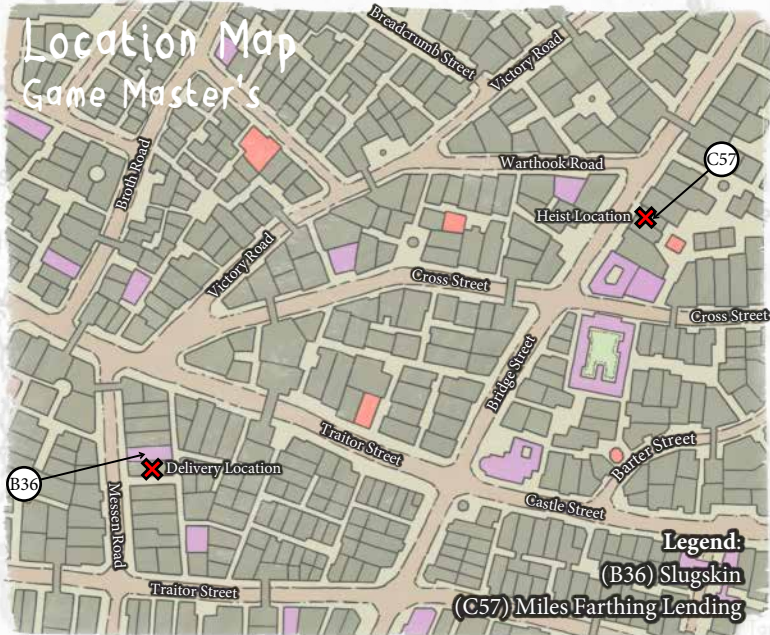 Location Map
Game Master's
Breadcrumb Street
Victory Road
Broth Road
Warthook Road
C57
Heist Location
Victory Road
Cross Street
Cross Street
Bridge Street
Traitor Street
Barter Street
B36
Delivery Location
Messen Road
Castle Street
Traitor Street
Legend:
(B36) Slugskin
(C57) Miles Farthing Lending